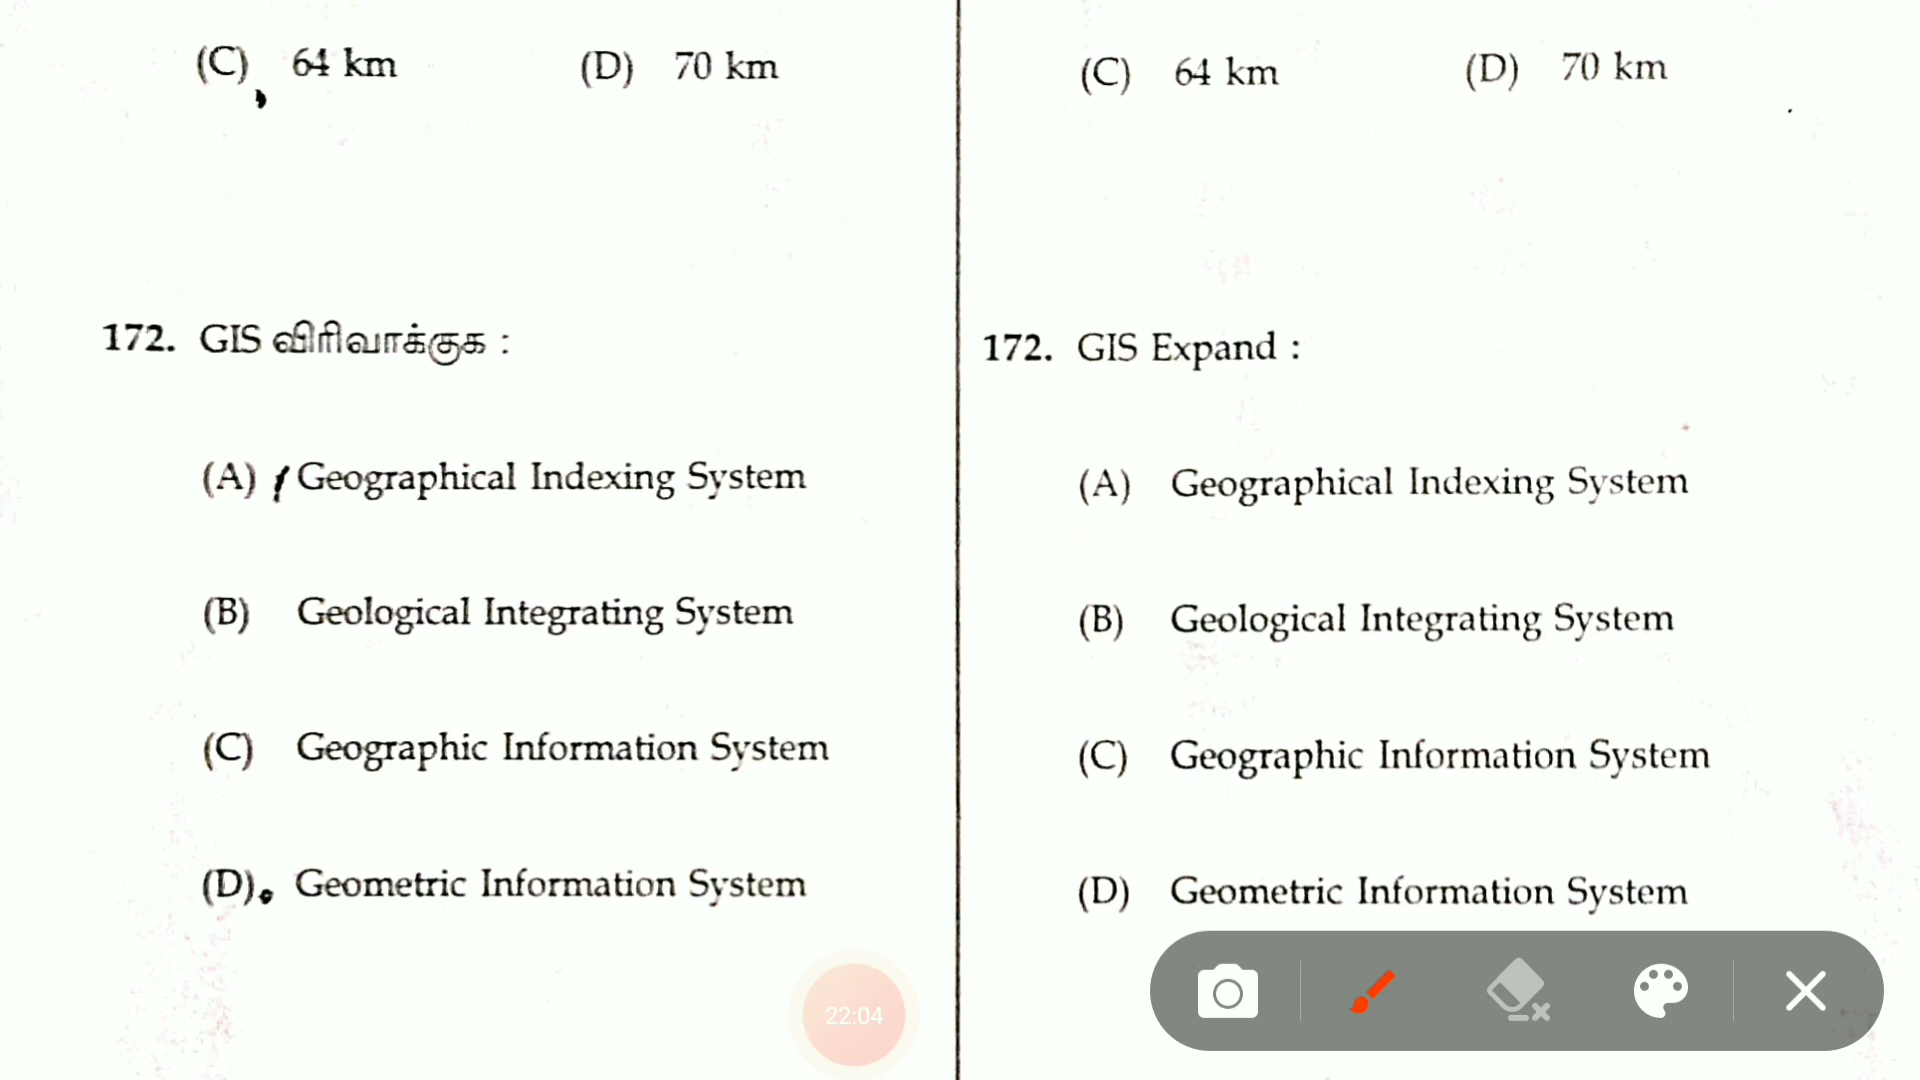 (C) 64 km (D) 70 km
172. GIS விரிவாக்குக :
(A) Geographical Indexing System
(B) Geological Integrating System
(C) Geographic Information System
(D) Geometric Information System
(C) 64 km (D) 70 km
172. GIS Expand :
(A) Geographical Indexing System
(B) Geological Integrating System
(C) Geographic Information System
(D) Geometric Information System
22:04